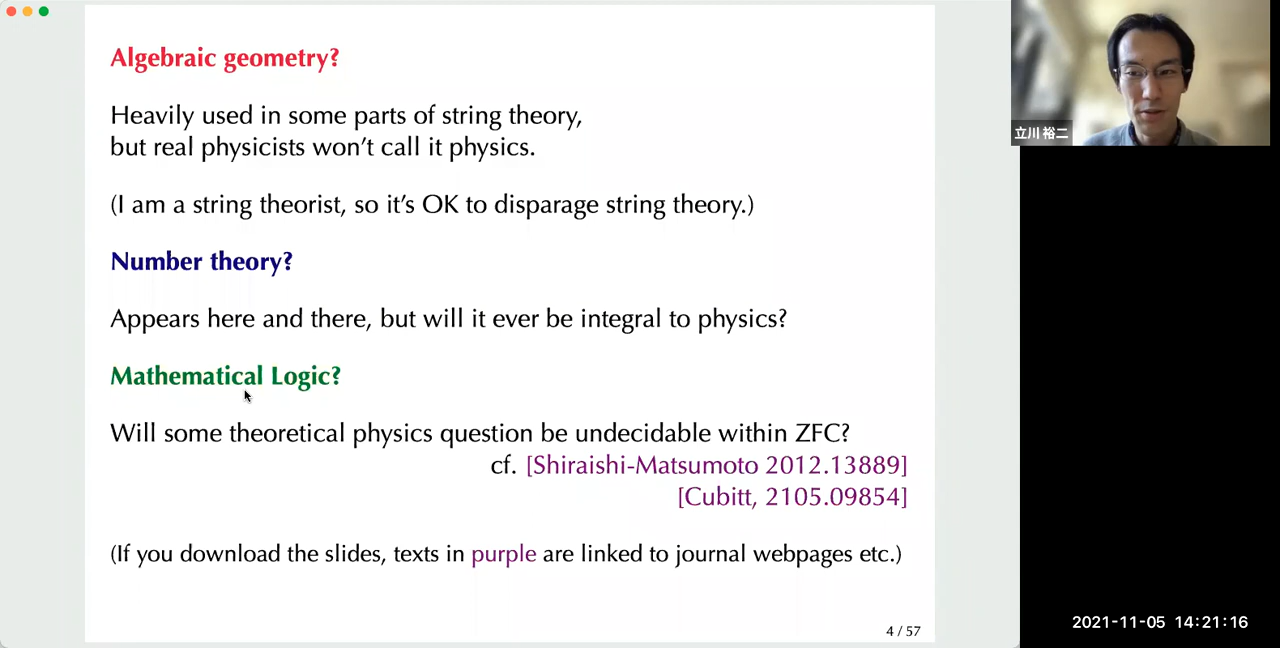 Algebraic geometry?
Heavily used in some parts of string theory,
but real physicists won't call it physics.
(I am a string theorist, so it's OK to disparage string theory.)
Number theory?
Appears here and there, but will it ever be integral to physics?
Mathematical Logic?
Will some theoretical physics question be undecidable within ZFC?
cf. [Shiraishi-Matsumoto 2012.13889]
[Cubitt, 2105.09854]
(If you download the slides, texts in purple are linked to journal webpages etc.)
4 / 57
立川 裕二
2021-11-05 14:21:16